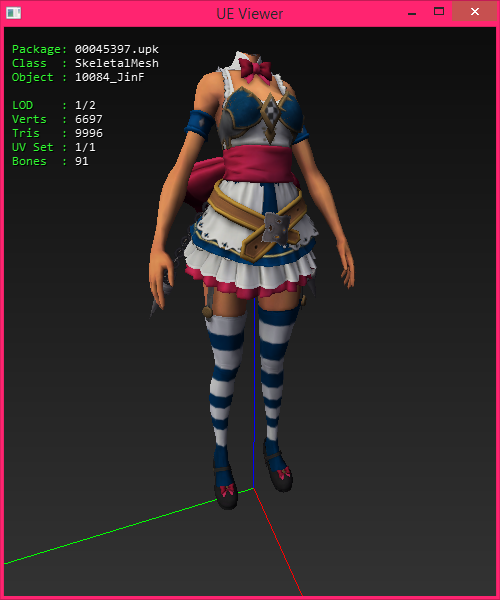 UE Viewer
Package: 00045397.upk
Class  : SkeletalMesh
Object : 10084_JinF
LOD    : 1/2
Verts  : 6697
Tris   : 9996
UV Set : 1/1
Bones  : 91